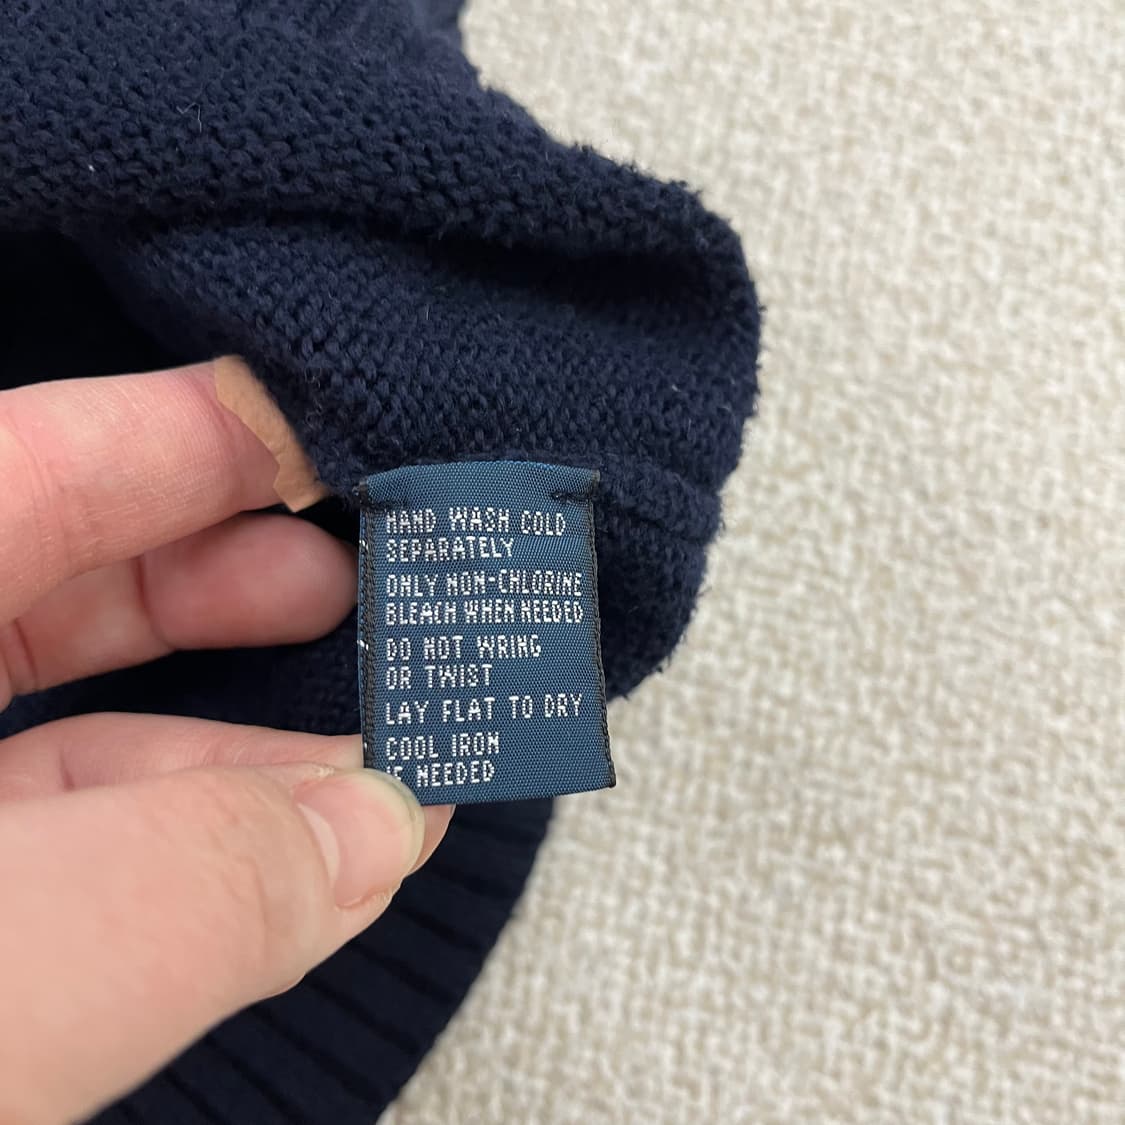 HAND WASH COLD
SEPARATELY
ONLY NON-CHLORINE
BLEACH WHEN NEEDED
DO NOT WRING
OR TWIST
LAY FLAT TO DRY
COOL IRON
IF NEEDED